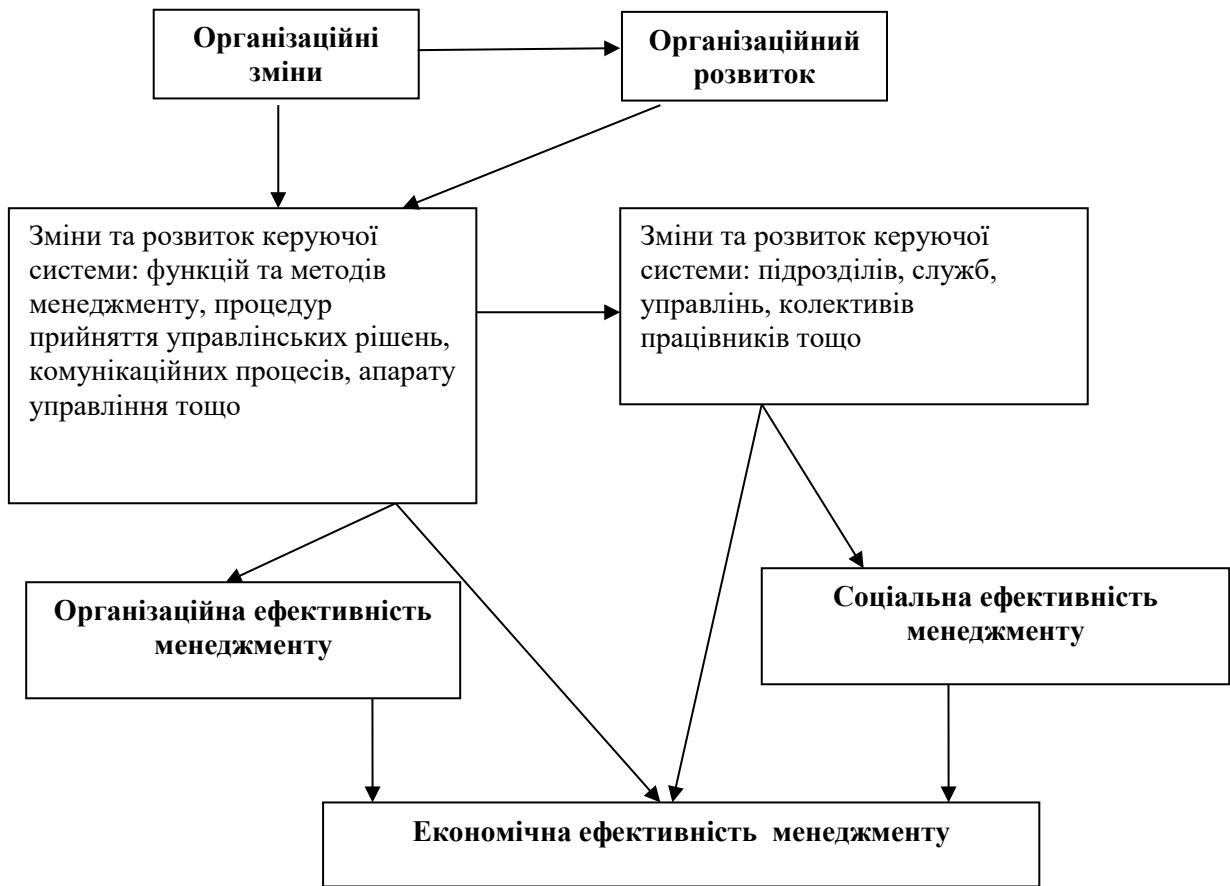 Організаційні
зміни
Організаційний
розвиток
Зміни та розвиток керуючої
системи: функцій та методів
менеджменту, процедур
прийняття управлінських рішень,
комунікаційних процесів, апарату
управління тощо
Зміни та розвиток керуючої
системи: підрозділів, служб,
управлінь, колективів
працівників тощо
Організаційна ефективність
менеджменту
Соціальна ефективність
менеджменту
Економічна ефективність менеджменту